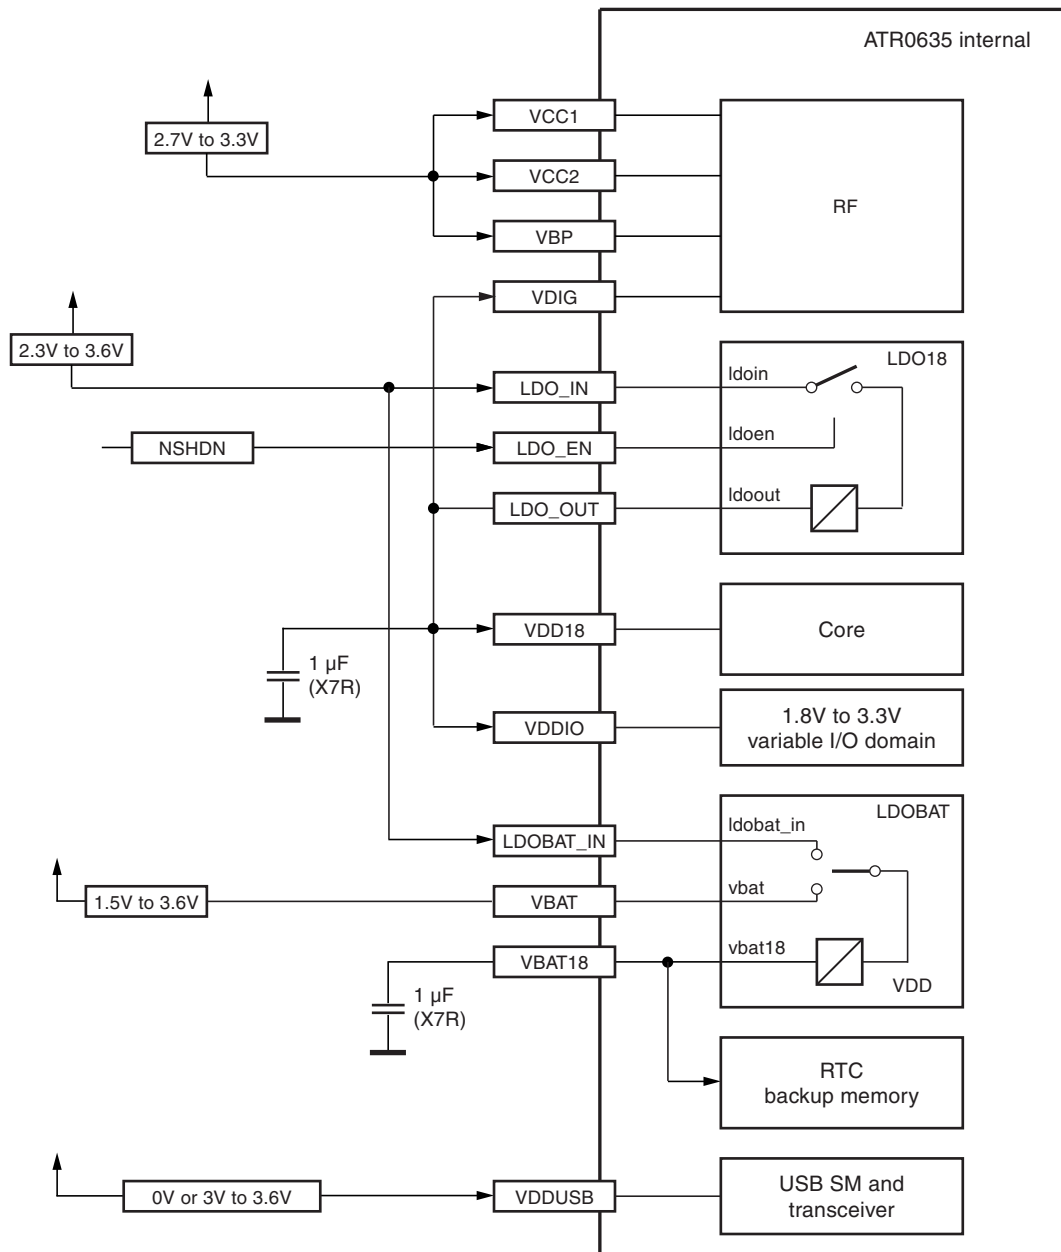 ATR0635 internal
VCC1
2.7V to 3.3V
VCC2
RF
VBP
VDIG
2.3V to 3.6V
LDO18
ldoin
LDO_IN
ldoen
NSHDN
LDO_EN
ldoout
LDO_OUT
VDD18
Core
1 µF
(X7R)
VDDIO
1.8V to 3.3V
variable I/O domain
LDOBAT
ldobat_in
LDOBAT_IN
vbat
1.5V to 3.6V
VBAT
vbat18
VBAT18
VDD
1 µF
(X7R)
RTC
backup memory
0V or 3V to 3.6V
VDDUSB
USB SM and
transceiver